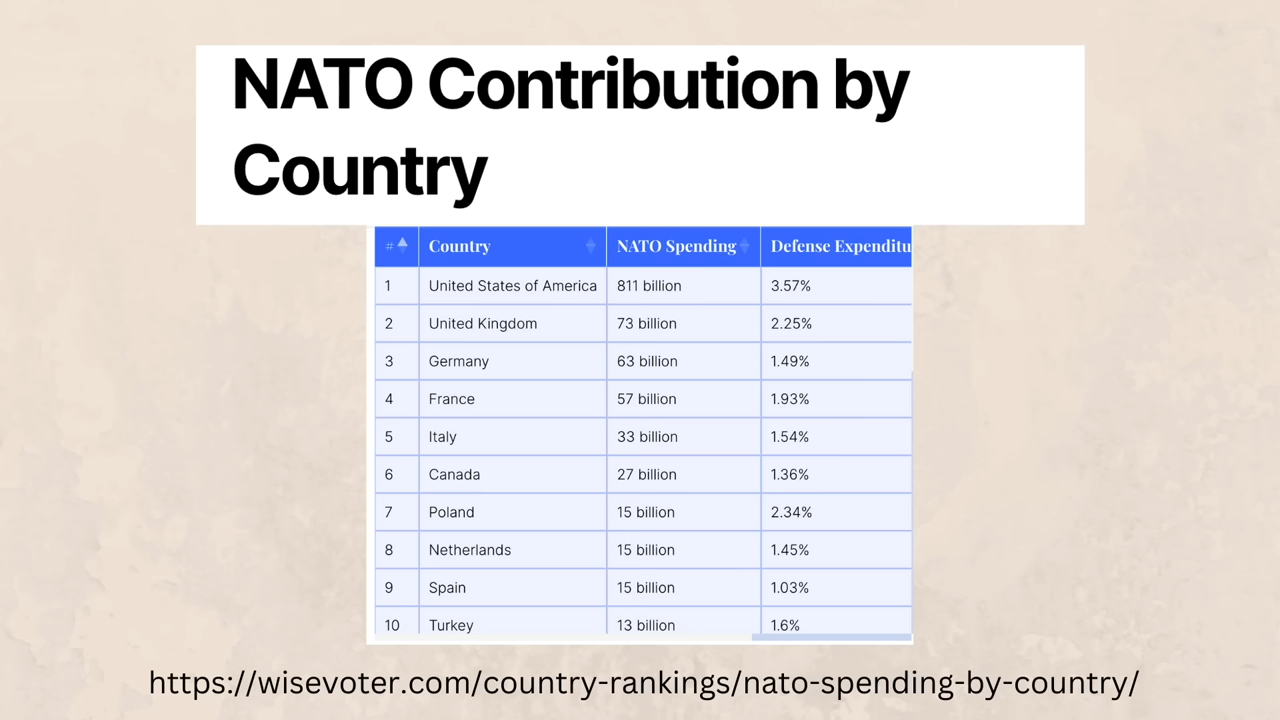 NATO Contribution by
Country
# Country NATO Spending Defense Expenditu
1 United States of America 811 billion 3.57%
2 United Kingdom 73 billion 2.25%
3 Germany 63 billion 1.49%
4 France 57 billion 1.93%
5 Italy 33 billion 1.54%
6 Canada 27 billion 1.36%
7 Poland 15 billion 2.34%
8 Netherlands 15 billion 1.45%
9 Spain 15 billion 1.03%
10 Turkey 13 billion 1.6%
https://wisevoter.com/country-rankings/nato-spending-by-country/